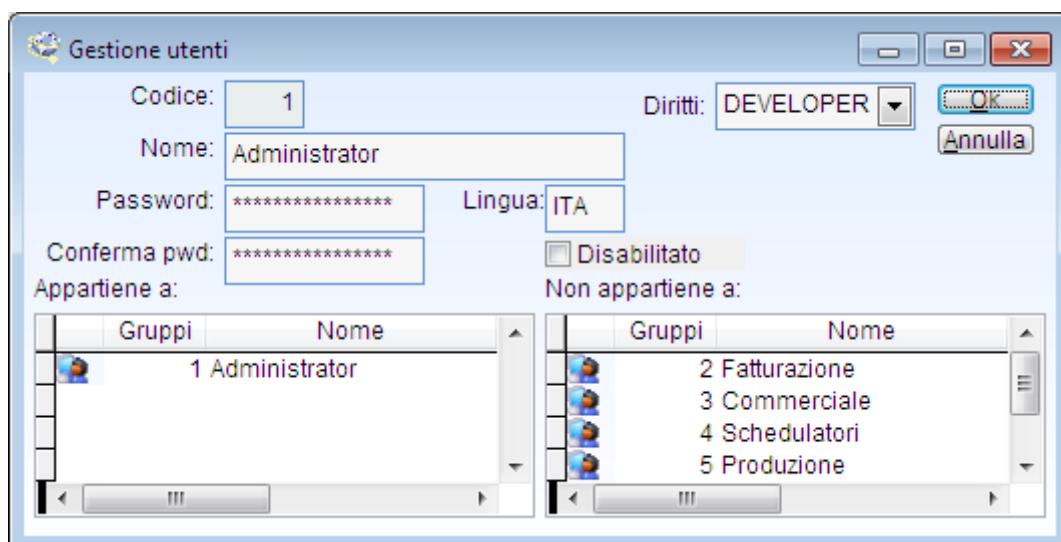 Gestione utenti
Codice: 1 Diritti: DEVELOPER Ok
Nome: Administrator Annulla
Password: **************** Lingua: ITA
Conferma pwd: **************** Disabilitato
Appartiene a: Non appartiene a:
Gruppi Nome Gruppi Nome
1 Administrator 2 Fatturazione
3 Commerciale
4 Schedulatori
5 Produzione